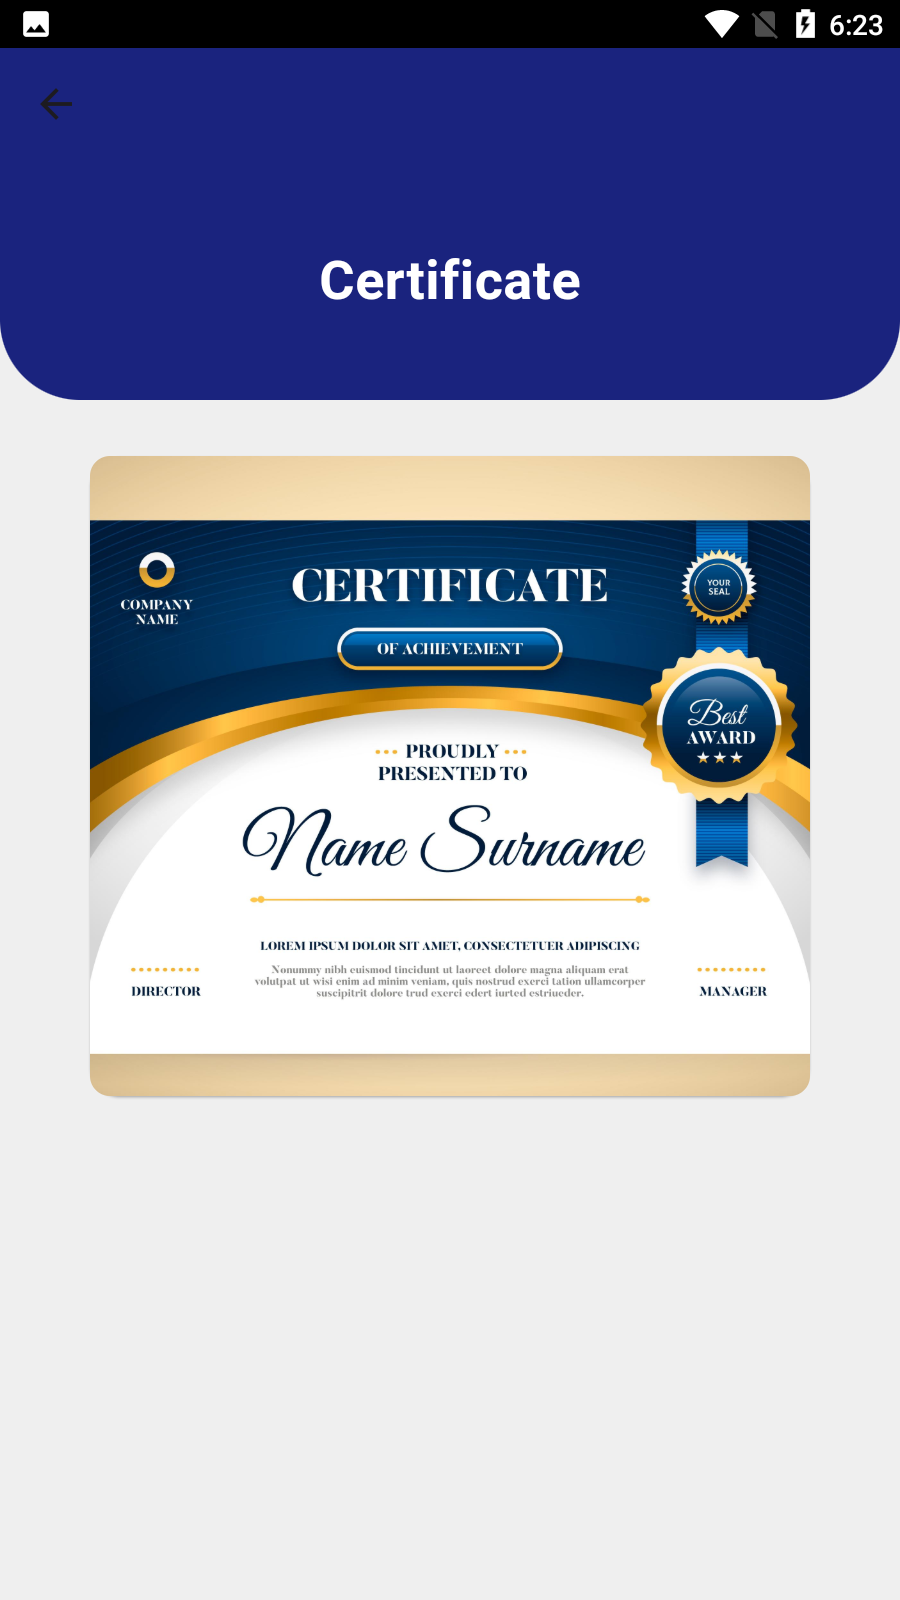 6:23
Certificate
COMPANY
NAME
CERTIFICATE
OF ACHIEVEMENT
YOUR
SEAL
Best
AWARD
PROUDLY
PRESENTED TO
Name Surname
LOREM IPSUM DOLOR SIT AMET, CONSECTETUER ADIPISCING
Nonummy nibh euismod tincidunt ut laoreet dolore magna aliquam erat
volutpat ut wisi enim ad minim veniam, quis nostrud exerci tation ullamcorper
suscipitrit dolore trud exerci edert iurted estriueder.
DIRECTOR
MANAGER